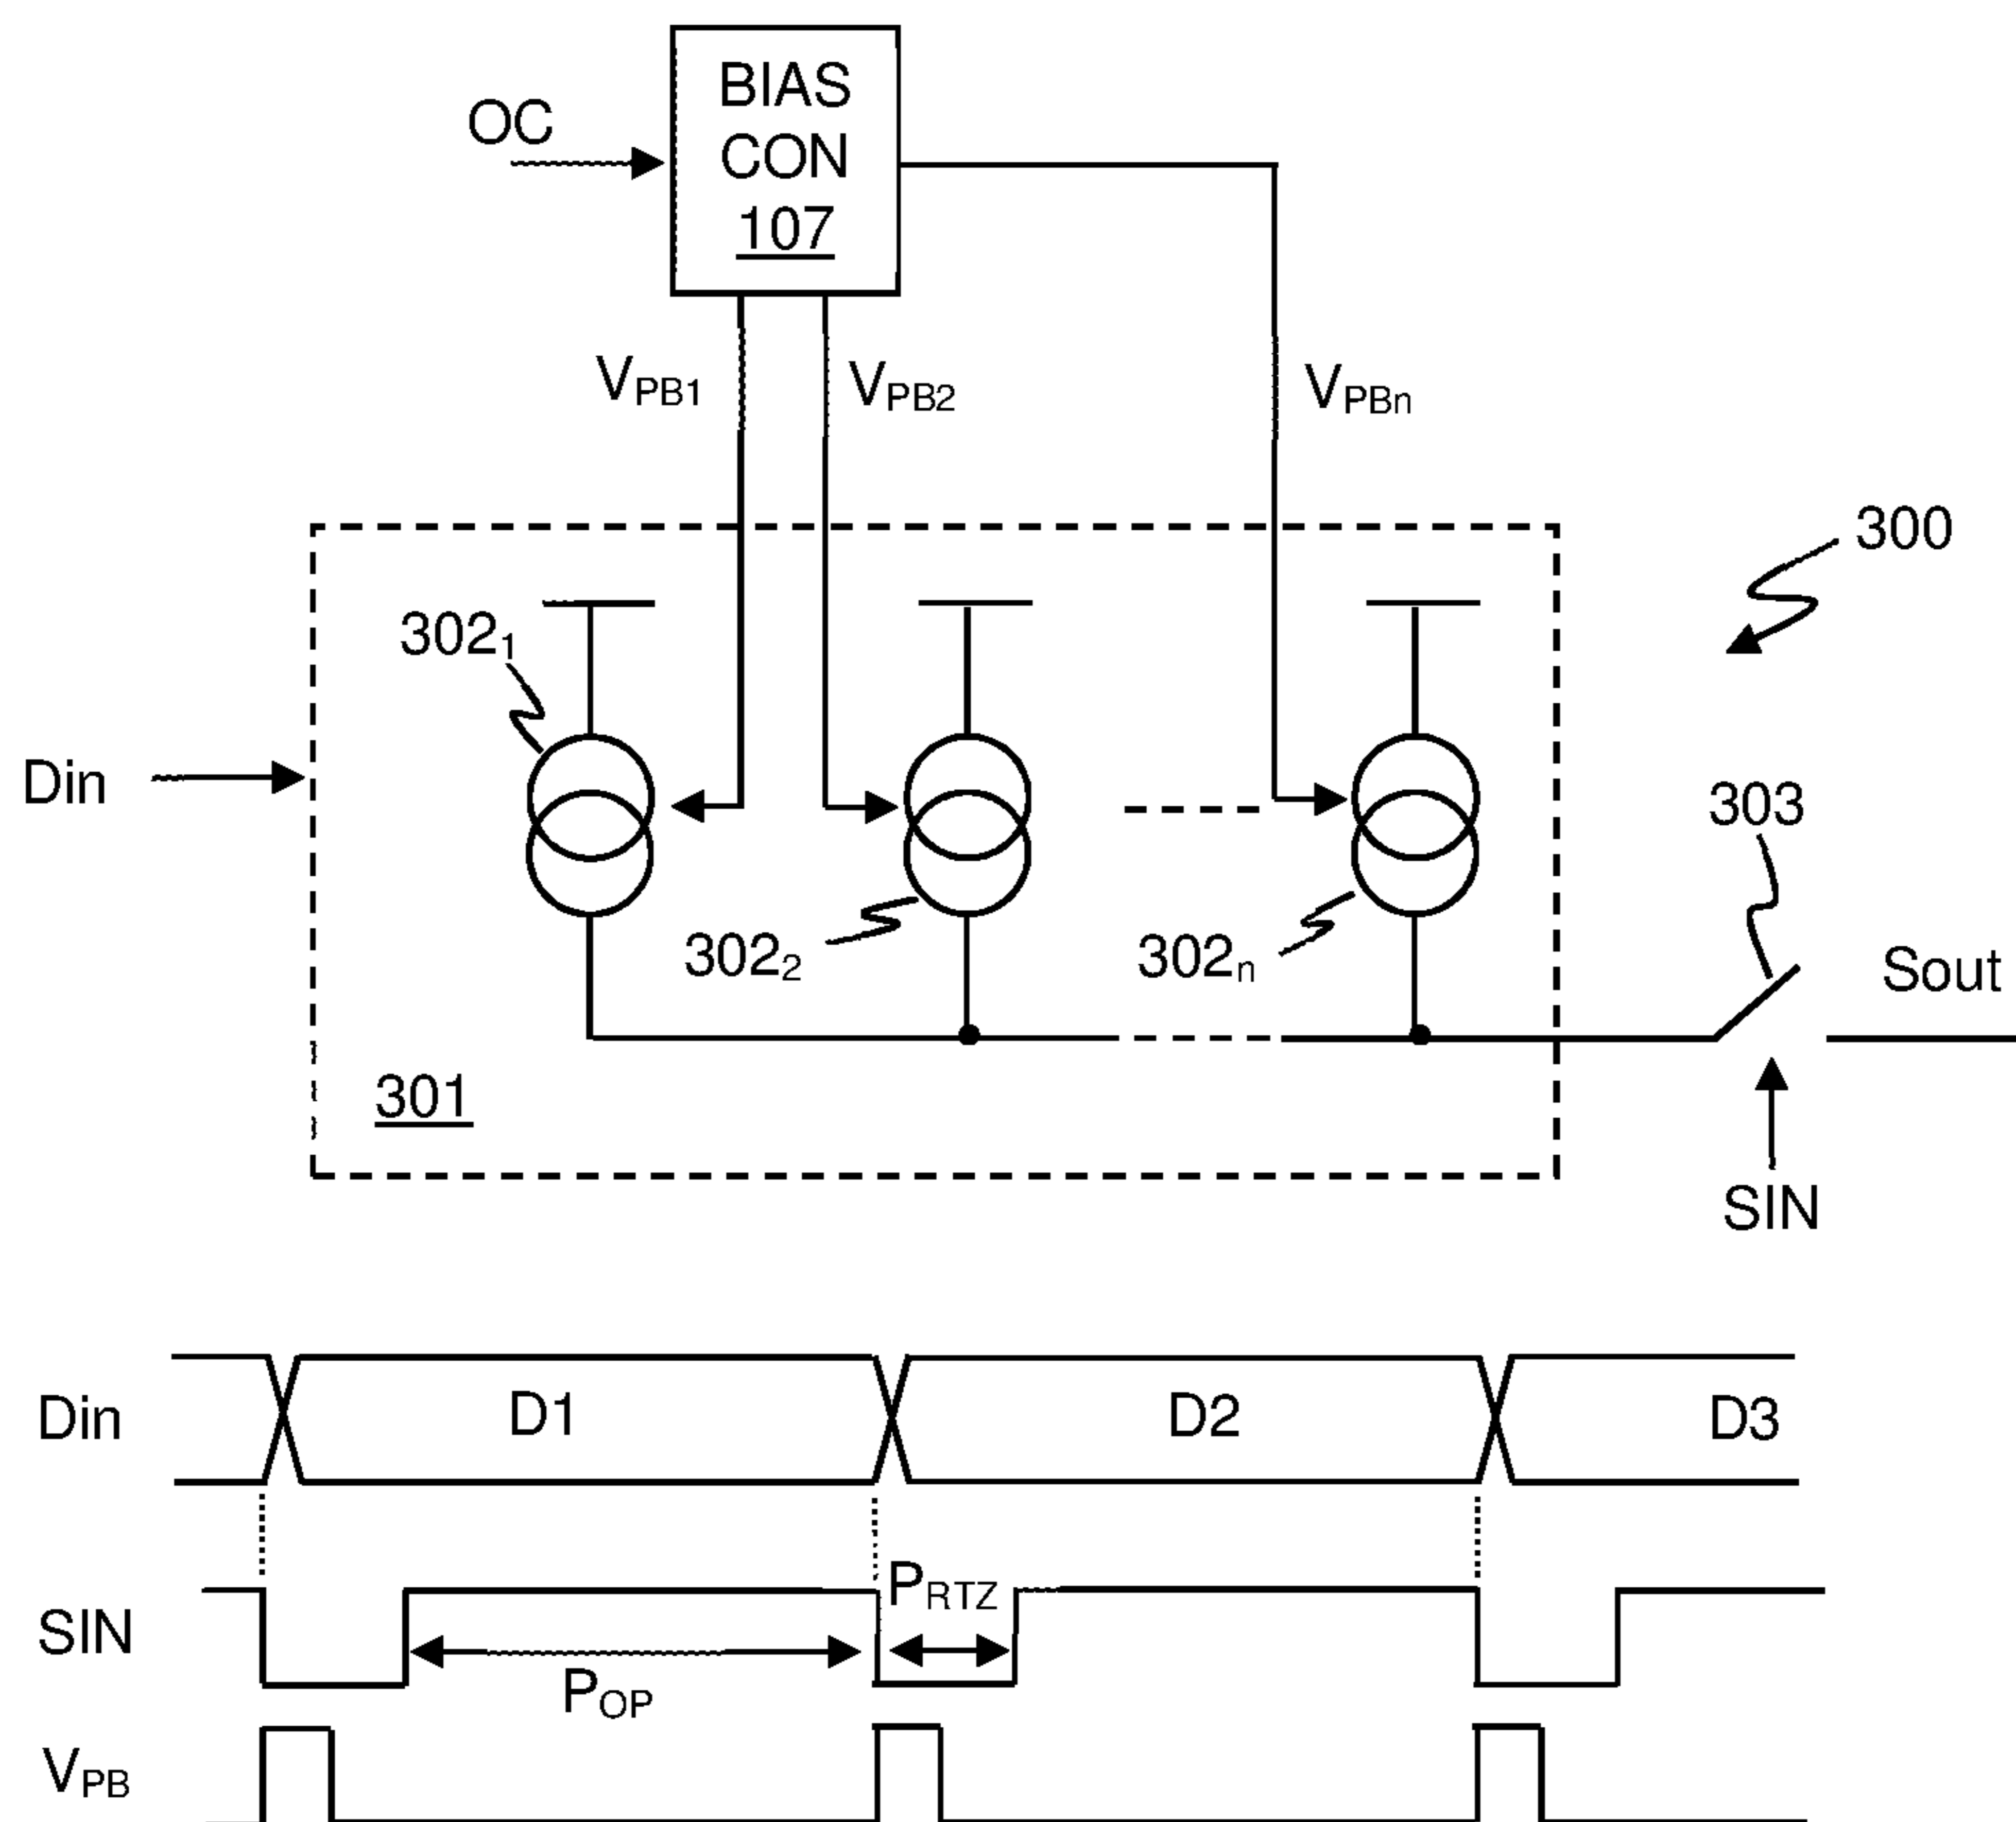 BIAS
CON
107
OC
VPB1
VPB2
VPBn
300
3021
Din
303
3022
302n
Sout
301
SIN
Din
D1
D2
D3
SIN
POP
PRTZ
VPB